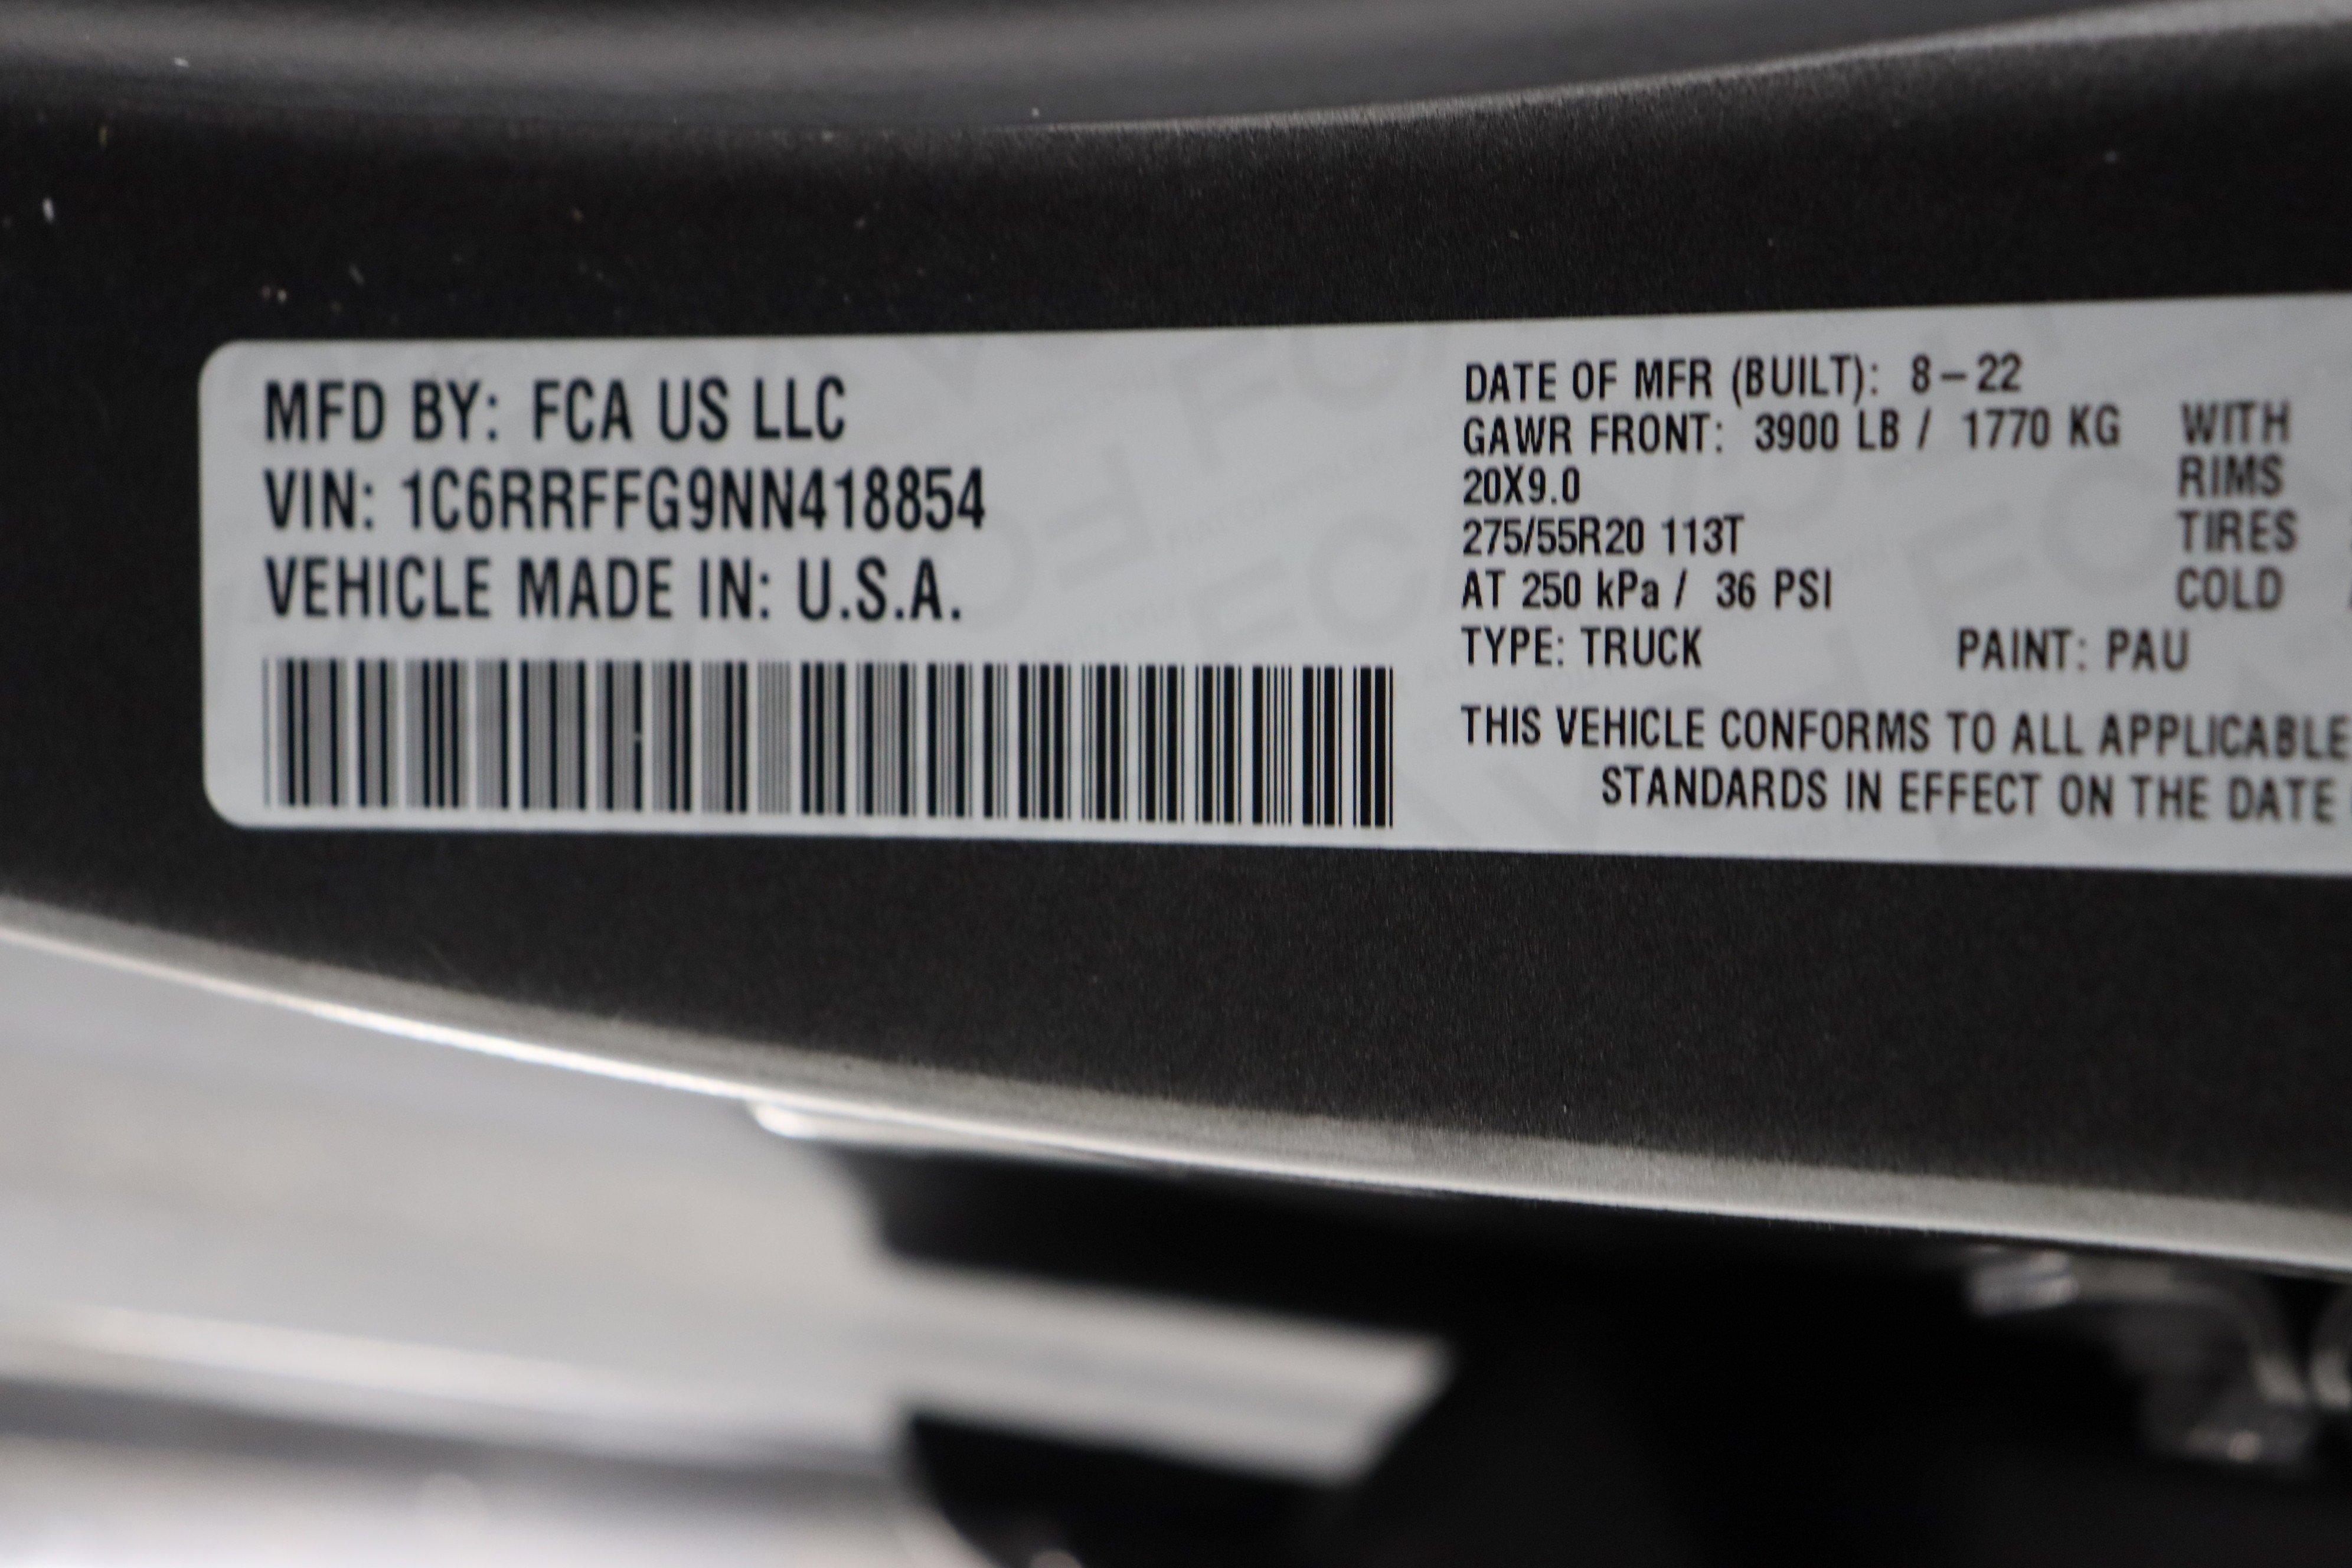 MFD BY: FCA US LLC
VIN: 1C6RRFFG9NN418854
VEHICLE MADE IN: U.S.A.
DATE OF MFR (BUILT): 8-22
GAWR FRONT: 3900 LB / 1770 KG WITH
20X9.0 RIMS
275/55R20 113T TIRES
AT 250 kPa / 36 PSI COLD
TYPE: TRUCK PAINT: PAU
THIS VEHICLE CONFORMS TO ALL APPLICABLE
STANDARDS IN EFFECT ON THE DATE